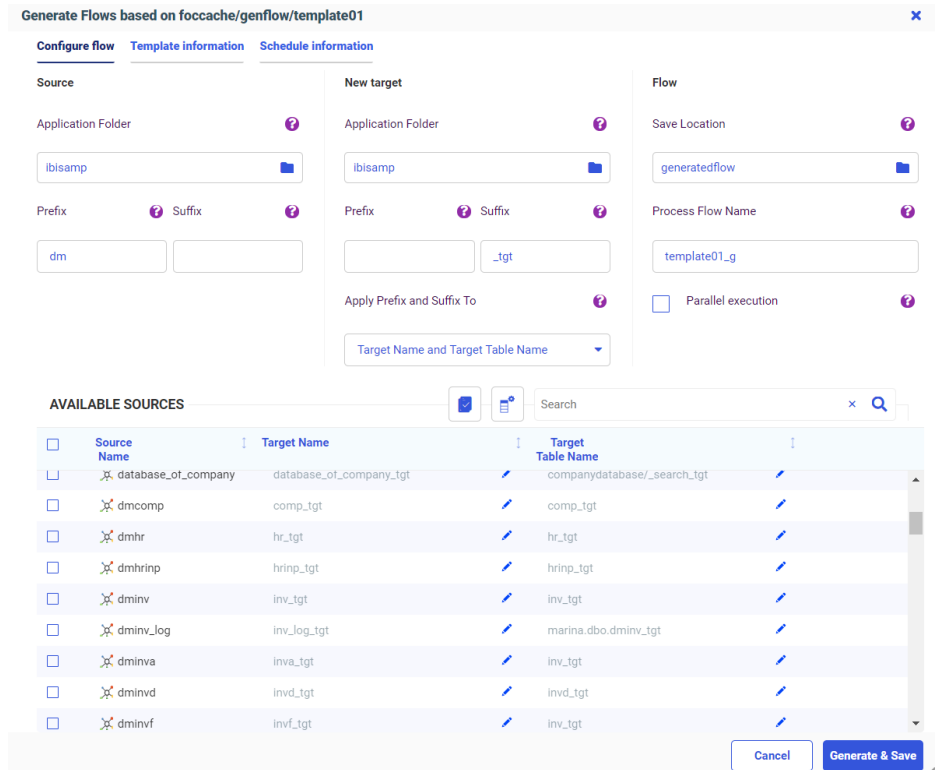 Generate Flows based on foccache/genflow/template01
Configure flow Template information Schedule information
Source
Application Folder
ibisamp
Prefix Suffix
dm
New target
Application Folder
ibisamp
Prefix Suffix
_tgt
Apply Prefix and Suffix To
Target Name and Target Table Name
Flow
Save Location
generatedflow
Process Flow Name
template01_g
Parallel execution
AVAILABLE SOURCES
Search
Source Name Target Name Target Table Name
database_of_company database_of_company_tgt companydatabase/_search_tgt
dmcomp comp_tgt comp_tgt
dmhr hr_tgt hr_tgt
dmhrinp hrinp_tgt hrinp_tgt
dminv inv_tgt inv_tgt
dminv_log inv_log_tgt marina.dbo.dminv_tgt
dminva inva_tgt inv_tgt
dminvd invd_tgt invd_tgt
dminvf invf_tgt inv_tgt
Cancel Generate & Save